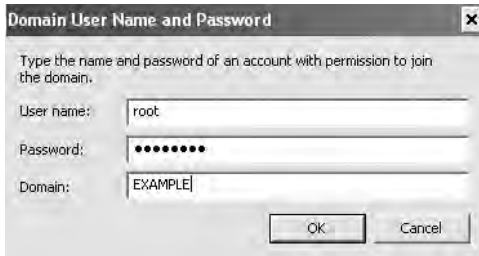 Domain User Name and Password
Type the name and password of an account with permission to join
the domain.
User name: root
Password: ●●●●●●●●
Domain: EXAMPLE
OK Cancel